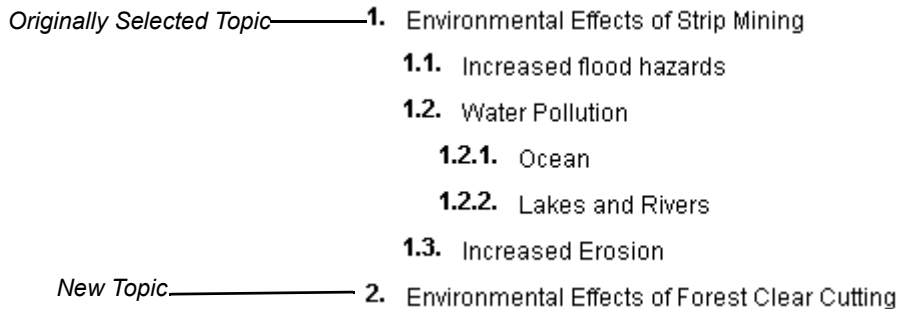 Originally Selected Topic 1. Environmental Effects of Strip Mining
1.1. Increased flood hazards
1.2. Water Pollution
1.2.1. Ocean
1.2.2. Lakes and Rivers
1.3. Increased Erosion
New Topic 2. Environmental Effects of Forest Clear Cutting